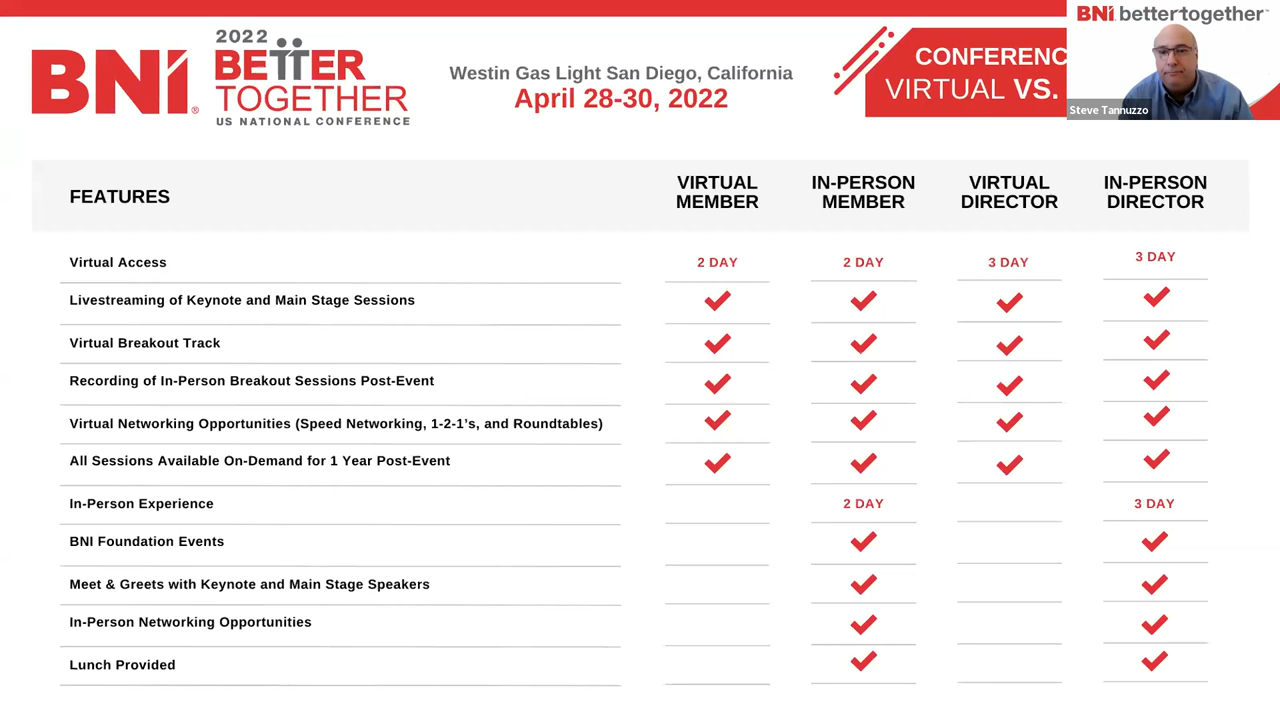 BNI®
2022
BETTER
TOGETHER
US NATIONAL CONFERENCE
Westin Gas Light San Diego, California
April 28-30, 2022
CONFERENC
VIRTUAL VS.
BNI. bettertogether™
Steve Tannuzzo
FEATURES
VIRTUAL MEMBER
IN-PERSON MEMBER
VIRTUAL DIRECTOR
IN-PERSON DIRECTOR
Virtual Access 2 DAY 2 DAY 3 DAY 3 DAY
Livestreaming of Keynote and Main Stage Sessions
Virtual Breakout Track
Recording of In-Person Breakout Sessions Post-Event
Virtual Networking Opportunities (Speed Networking, 1-2-1's, and Roundtables)
All Sessions Available On-Demand for 1 Year Post-Event
In-Person Experience 2 DAY 3 DAY
BNI Foundation Events
Meet & Greets with Keynote and Main Stage Speakers
In-Person Networking Opportunities
Lunch Provided